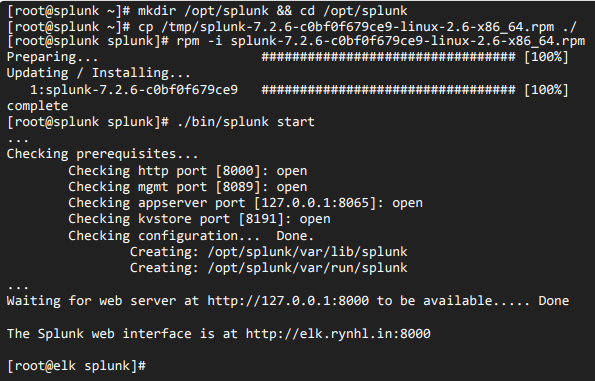 [root@splunk ~]# mkdir /opt/splunk && cd /opt/splunk
[root@splunk ~]# cp /tmp/splunk-7.2.6-c0bf0f679ce9-linux-2.6-x86_64.rpm ./
[root@splunk splunk]# rpm -i splunk-7.2.6-c0bf0f679ce9-linux-2.6-x86_64.rpm
Preparing... ################################# [100%]
Updating / Installing...
1:splunk-7.2.6-c0bf0f679ce9 ################################# [100%]
complete
[root@splunk splunk]# ./bin/splunk start
...
Checking prerequisites...
Checking http port [8000]: open
Checking mgmt port [8089]: open
Checking appserver port [127.0.0.1:8065]: open
Checking kvstore port [8191]: open
Checking configuration... Done.
Creating: /opt/splunk/var/lib/splunk
Creating: /opt/splunk/var/run/splunk
...
Waiting for web server at http://127.0.0.1:8000 to be available..... Done
The Splunk web interface is at http://elk.rynhl.in:8000
[root@elk splunk]#